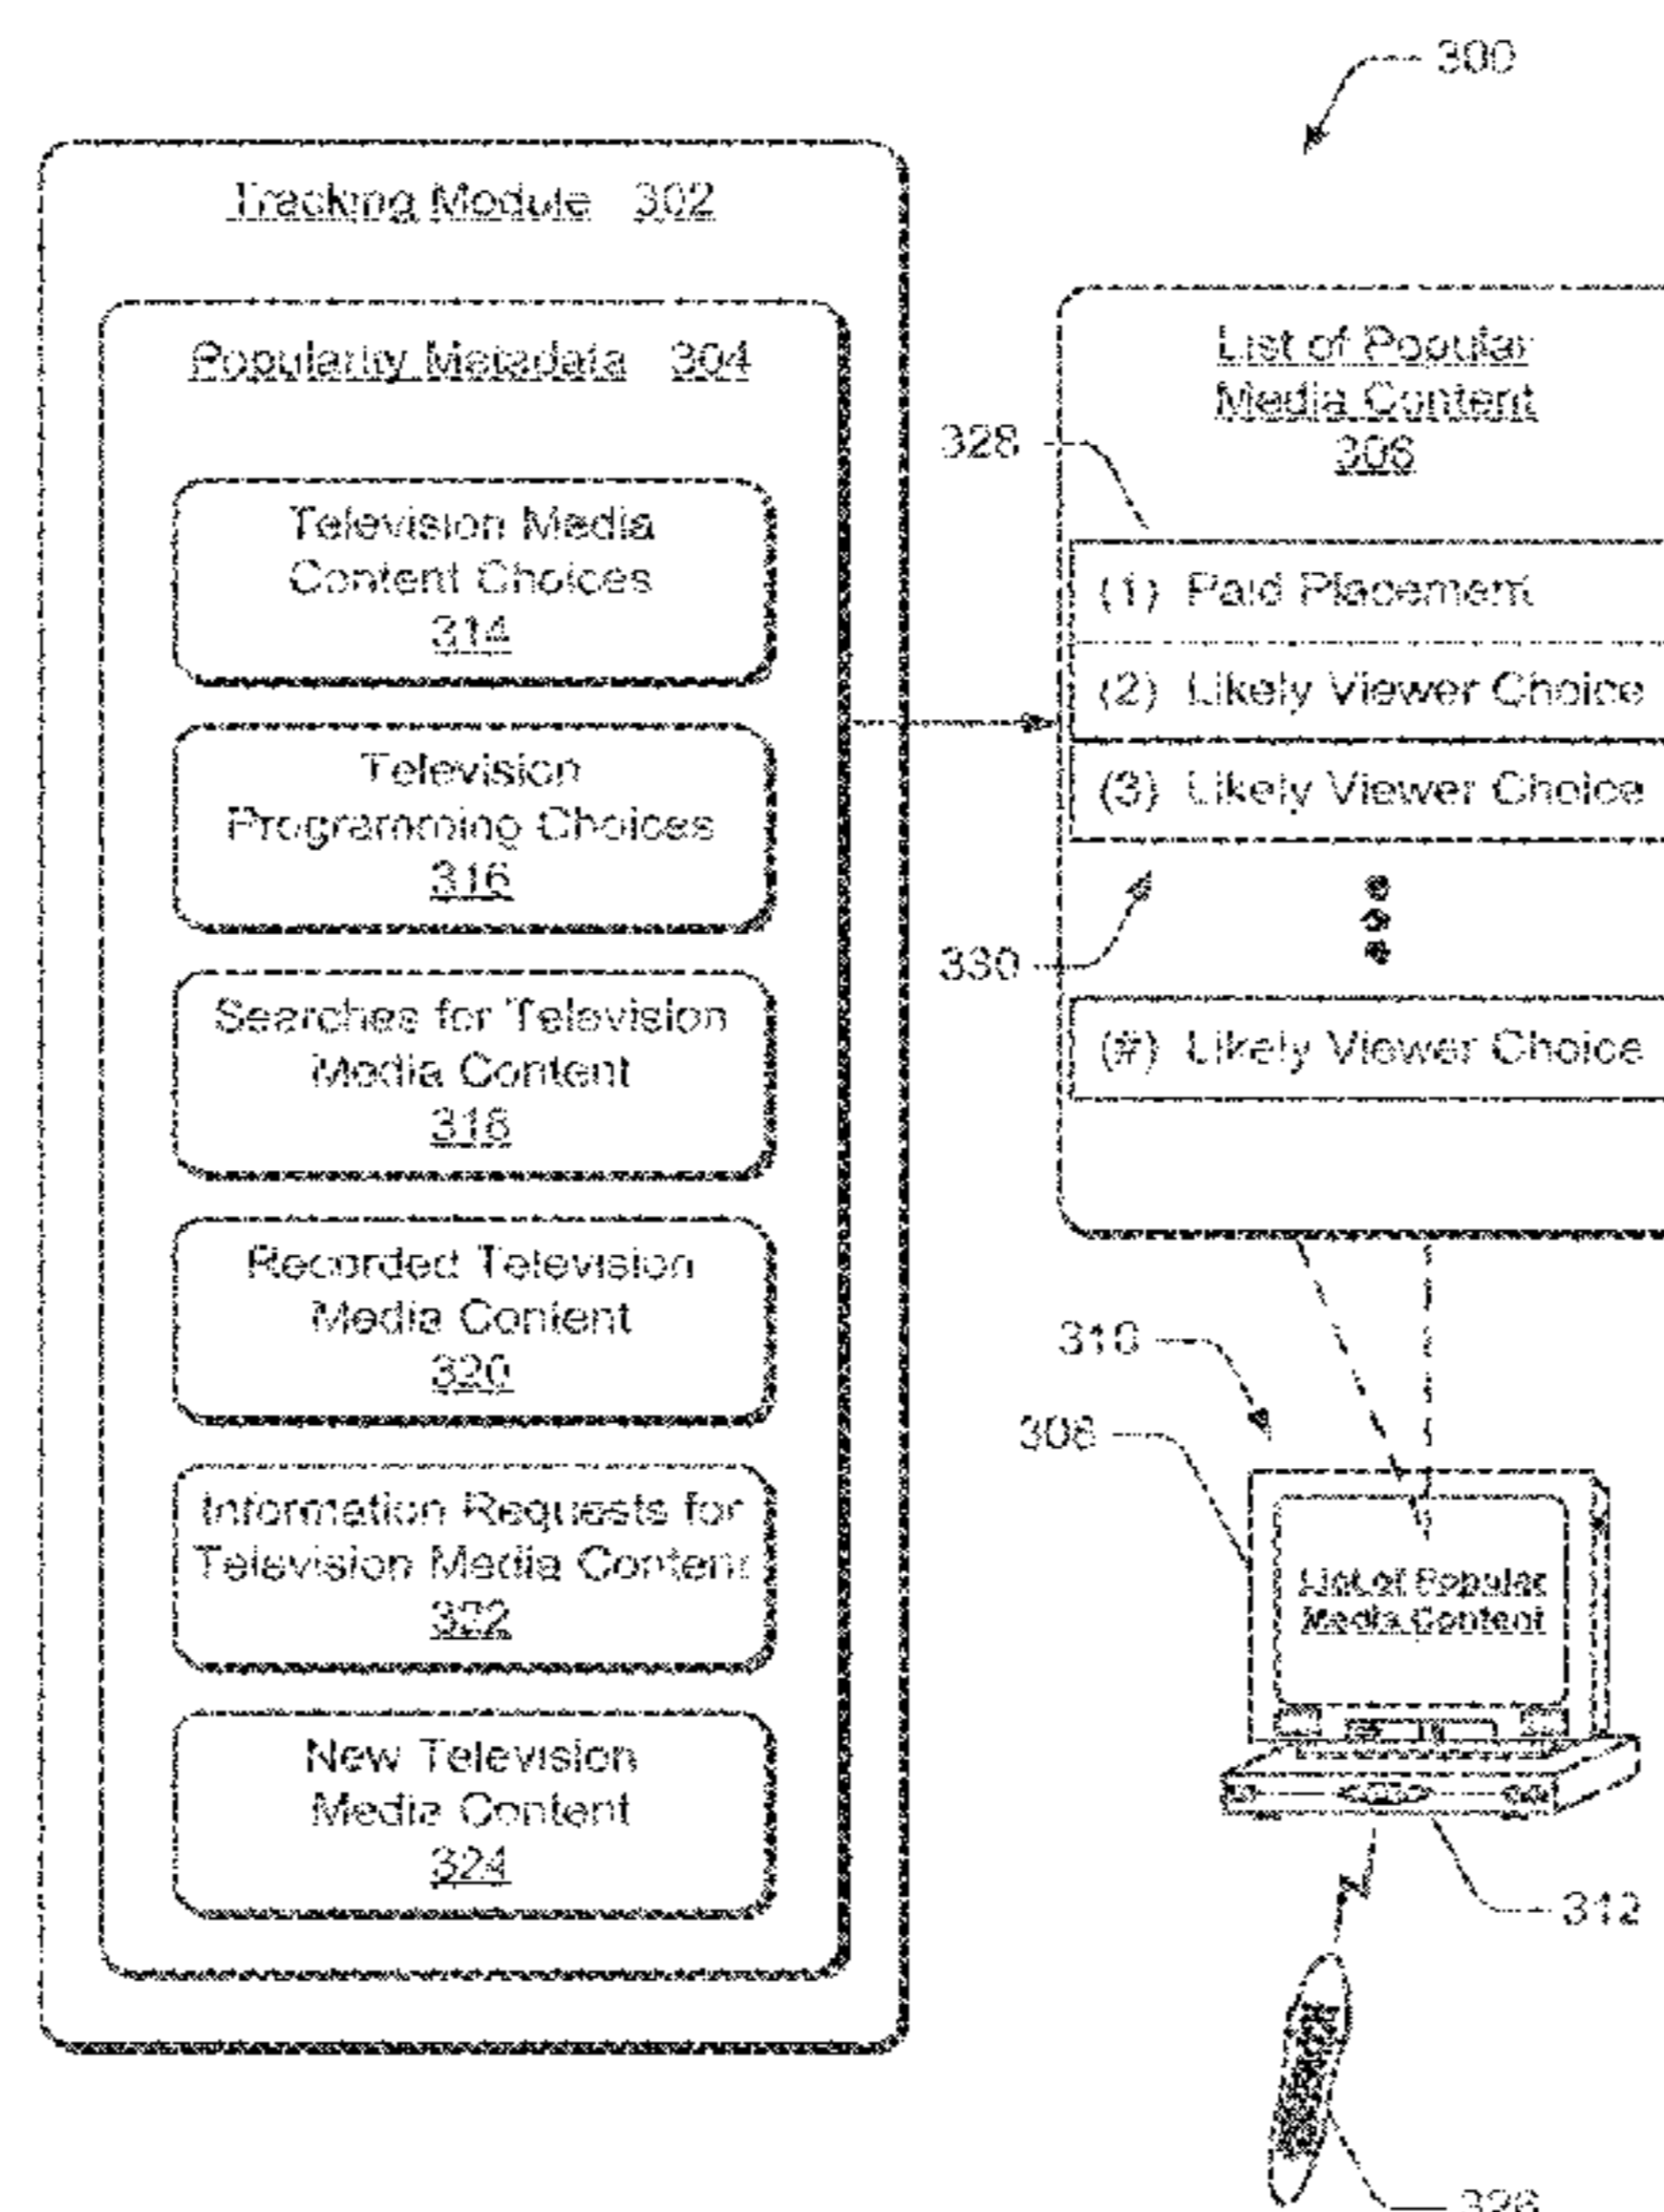 300
Tracking Module 302
Popularity Metadata 304
Television Media
Content Choices
314
Television
Programming Choices
316
Searches for Television
Media Content
318
Recorded Television
Media Content
320
Information Requests for
Television Media Content
322
New Television
Media Content
324
List of Popular
Media Content
306
328
(1) Paid Placement
(2) Likely Viewer Choice
(3) Likely Viewer Choice
330
(#) Likely Viewer Choice
310
308
List of Popular
Media Content
312
326